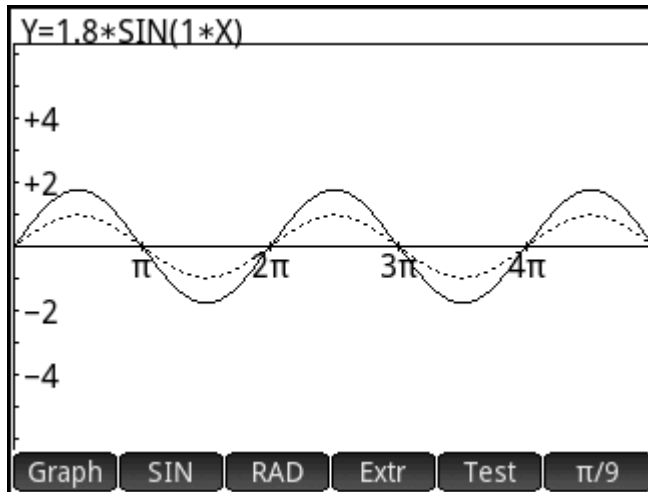 Y=1.8*SIN(1*X)
+4
+2
π 2π 3π 4π
−2
−4
Graph SIN RAD Extr Test π/9